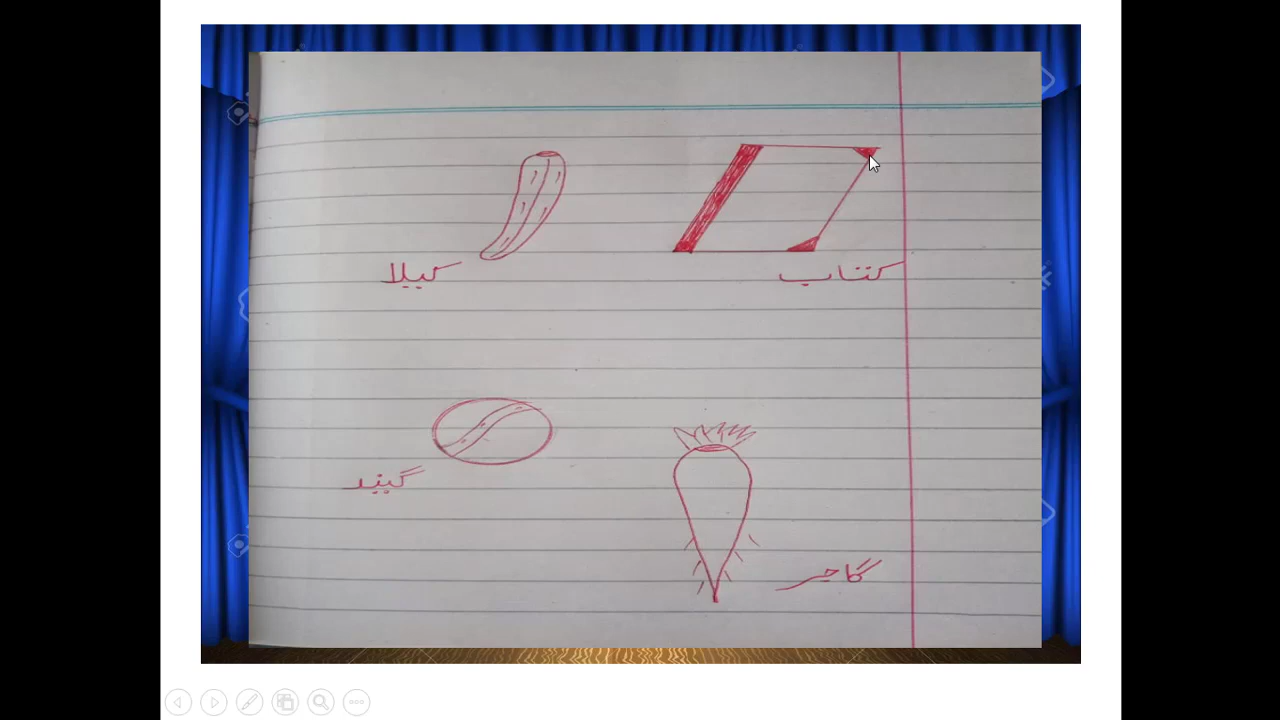 کتاب
کیلا
گاجر
گیند